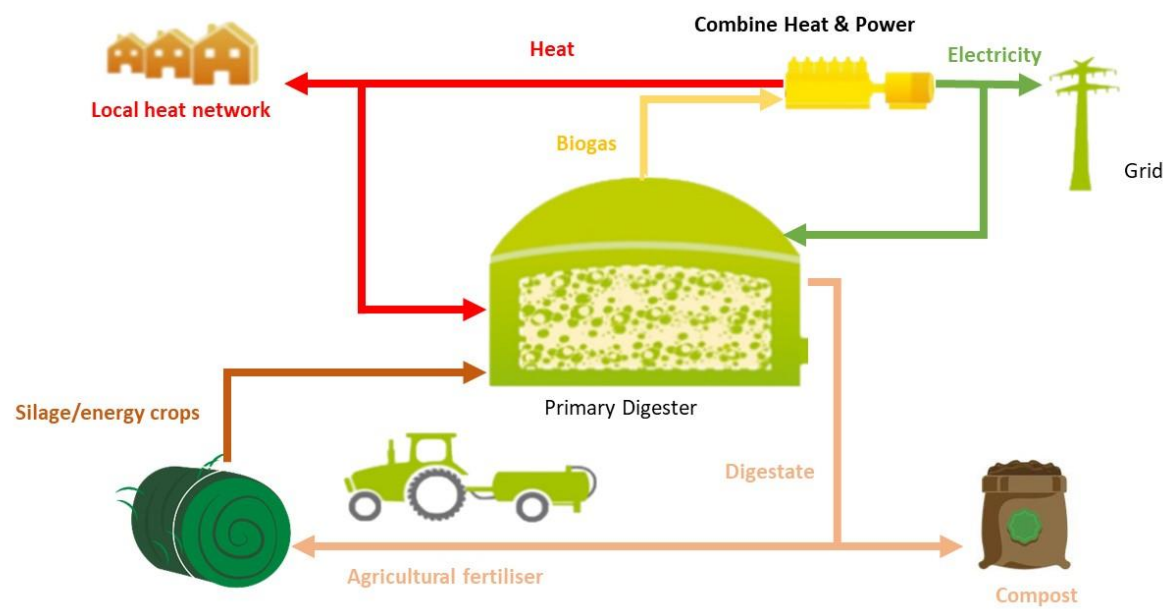 Combine Heat & Power
Heat
Electricity
Local heat network
Biogas
Grid
Primary Digester
Silage/energy crops
Digestate
Agricultural fertiliser
Compost